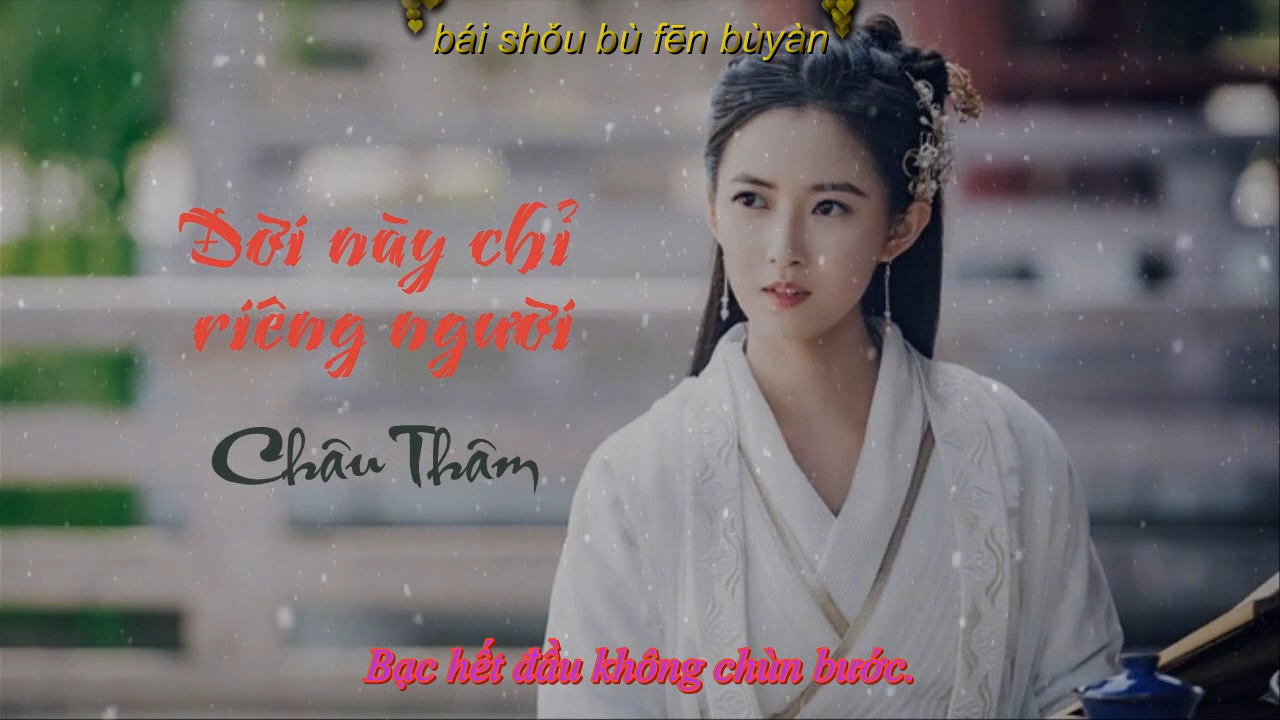 bái shǒu bù fēn bùyàn
Đời này chỉ
riêng người
Châu Thâm
Bạc hết đầu không chùn bước.